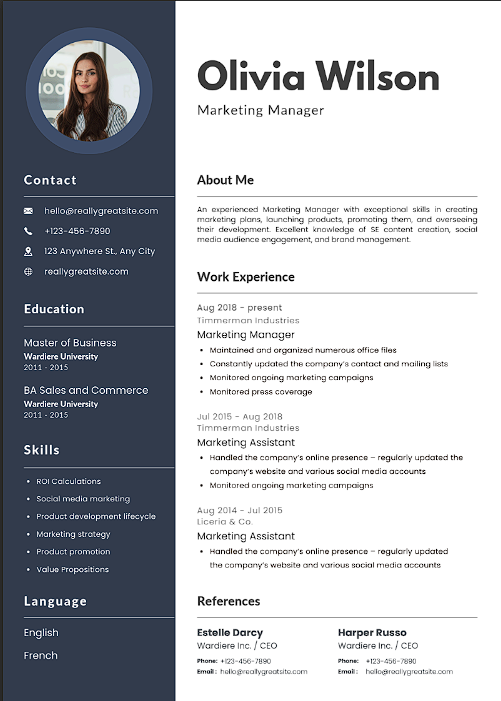 Olivia Wilson
Marketing Manager
Contact
hello@reallygreatsite.com
+123-456-7890
123 Anywhere St., Any City
reallygreatsite.com
Education
Master of Business
Wardiere University
2011 - 2015
BA Sales and Commerce
Wardiere University
2011 - 2015
Skills
• ROI Calculations
• Social media marketing
• Product development lifecycle
• Marketing strategy
• Product promotion
• Value Propositions
Language
English
French
About Me
An experienced Marketing Manager with exceptional skills in creating
marketing plans, launching products, promoting them, and overseeing
their development. Excellent knowledge of SE content creation, social
media audience engagement, and brand management.
Work Experience
Aug 2018 - present
Timmerman Industries
Marketing Manager
• Maintained and organized numerous office files
• Constantly updated the company's contact and mailing lists
• Monitored ongoing marketing campaigns
• Monitored press coverage
Jul 2015 - Aug 2018
Timmerman Industries
Marketing Assistant
• Handled the company's online presence – regularly updated the
company's website and various social media accounts
• Monitored ongoing marketing campaigns
Aug 2014 - Jul 2015
Liceria & Co.
Marketing Assistant
• Handled the company's online presence – regularly updated
the company's website and various social media accounts
References
Estelle Darcy
Wardiere Inc. / CEO
Phone: +123-456-7890
Email : hello@reallygreatsite.com
Harper Russo
Wardiere Inc. / CEO
Phone: +123-456-7890
Email : hello@reallygreatsite.com